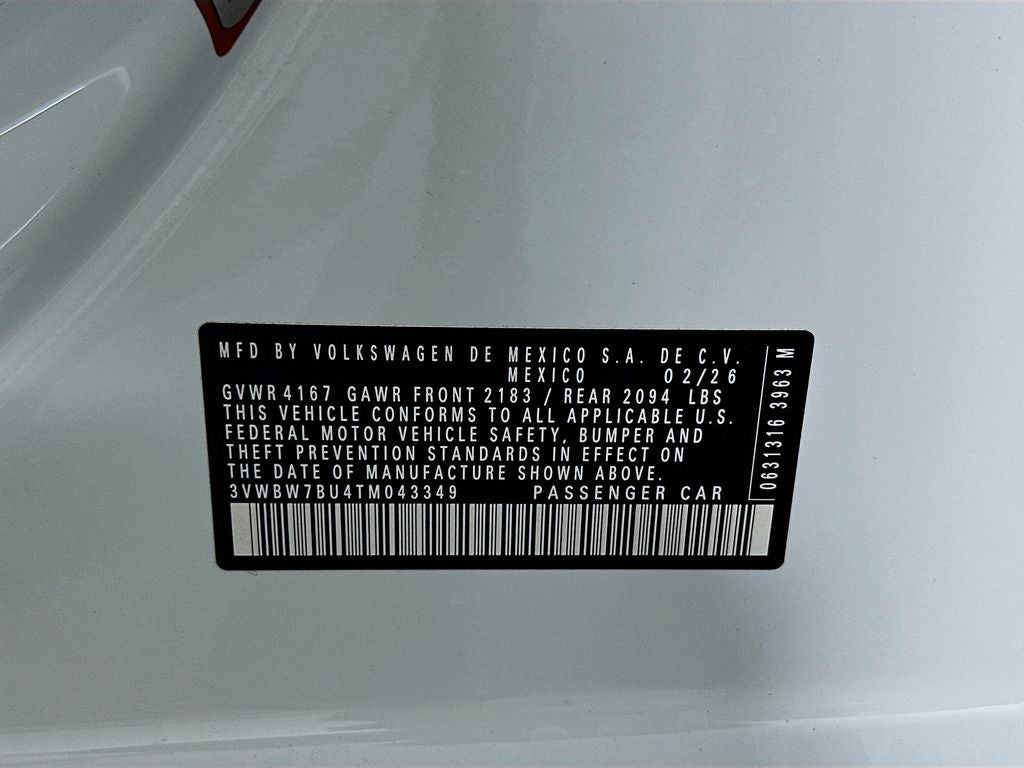 MFD BY VOLKSWAGEN DE MEXICO S.A. DE C.V.
MEXICO 02/26
GVWR 4167 GAWR FRONT 2183 / REAR 2094 LBS
THIS VEHICLE CONFORMS TO ALL APPLICABLE U.S.
FEDERAL MOTOR VEHICLE SAFETY, BUMPER AND
THEFT PREVENTION STANDARDS IN EFFECT ON
THE DATE OF MANUFACTURE SHOWN ABOVE.
3VWBW7BU4TM043349 PASSENGER CAR
0631316 3963 M